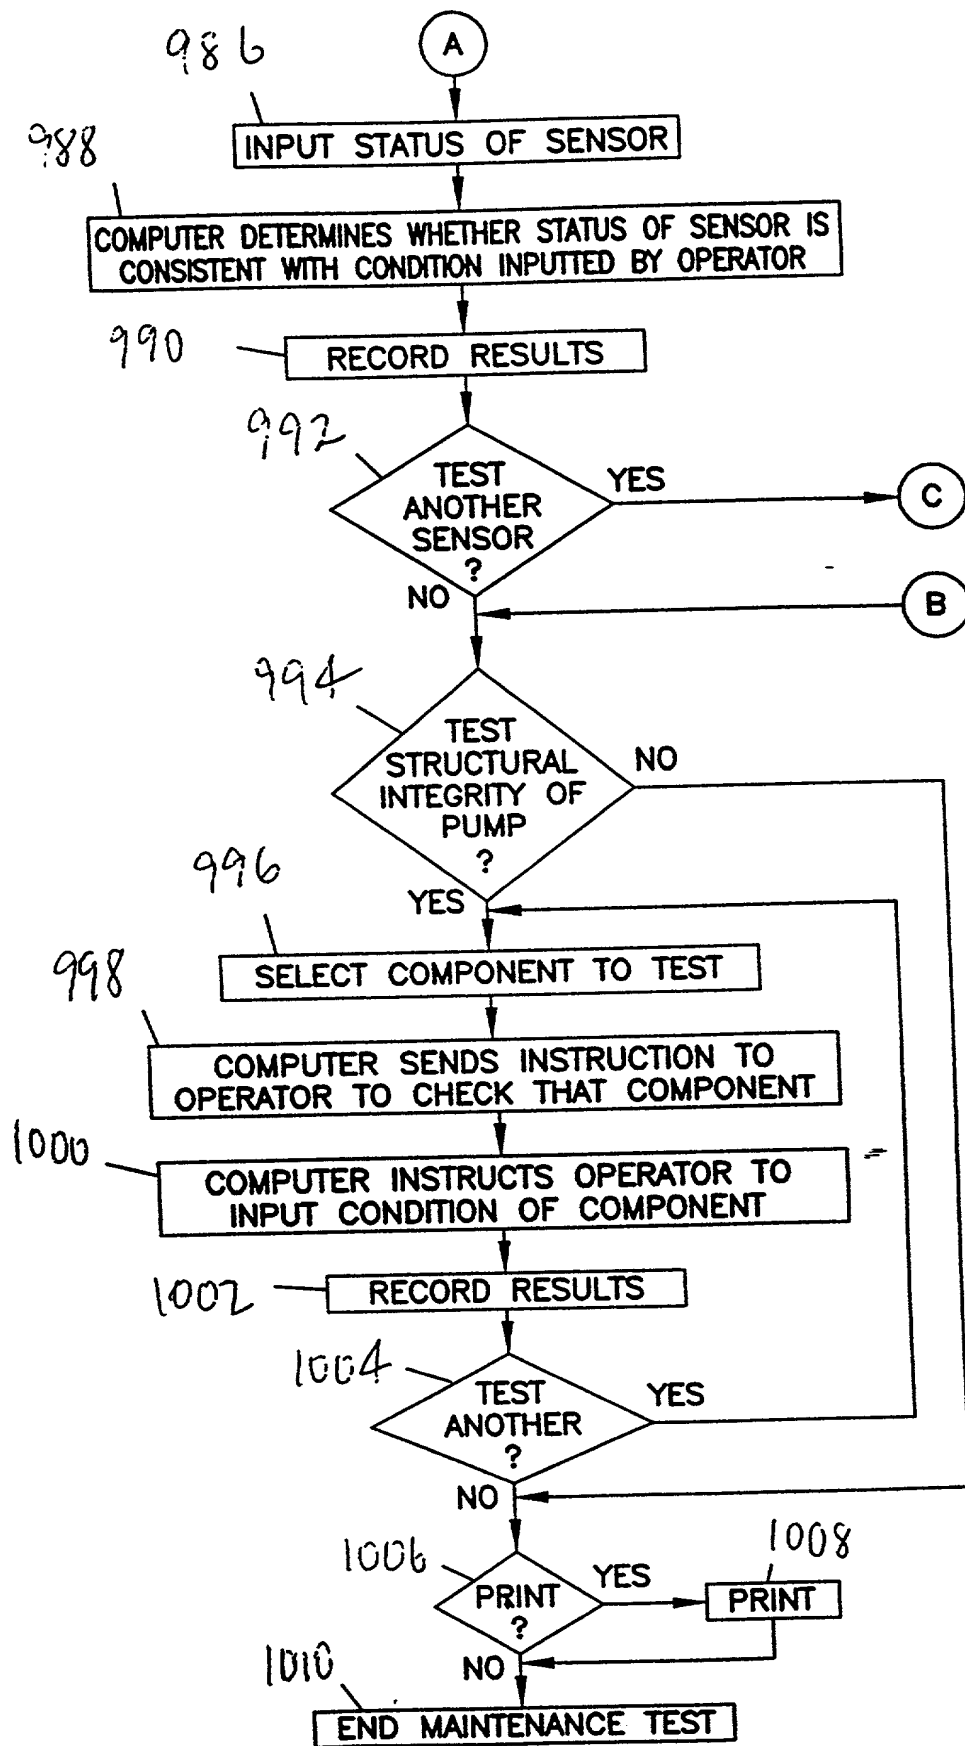 986
A
INPUT STATUS OF SENSOR
988
COMPUTER DETERMINES WHETHER STATUS OF SENSOR IS
CONSISTENT WITH CONDITION INPUTTED BY OPERATOR
990
RECORD RESULTS
992
TEST
ANOTHER
SENSOR
?
YES
C
NO
B
994
TEST
STRUCTURAL
INTEGRITY OF
PUMP
?
NO
YES
996
SELECT COMPONENT TO TEST
998
COMPUTER SENDS INSTRUCTION TO
OPERATOR TO CHECK THAT COMPONENT
1000
COMPUTER INSTRUCTS OPERATOR TO
INPUT CONDITION OF COMPONENT
1002
RECORD RESULTS
1004
TEST
ANOTHER
?
YES
NO
1006
PRINT
?
YES
1008
PRINT
NO
1010
END MAINTENANCE TEST